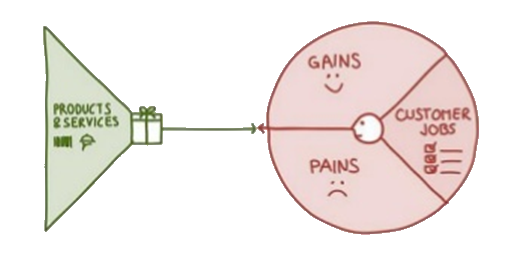 PRODUCTS
& SERVICES
GAINS
CUSTOMER
JOBS
PAINS